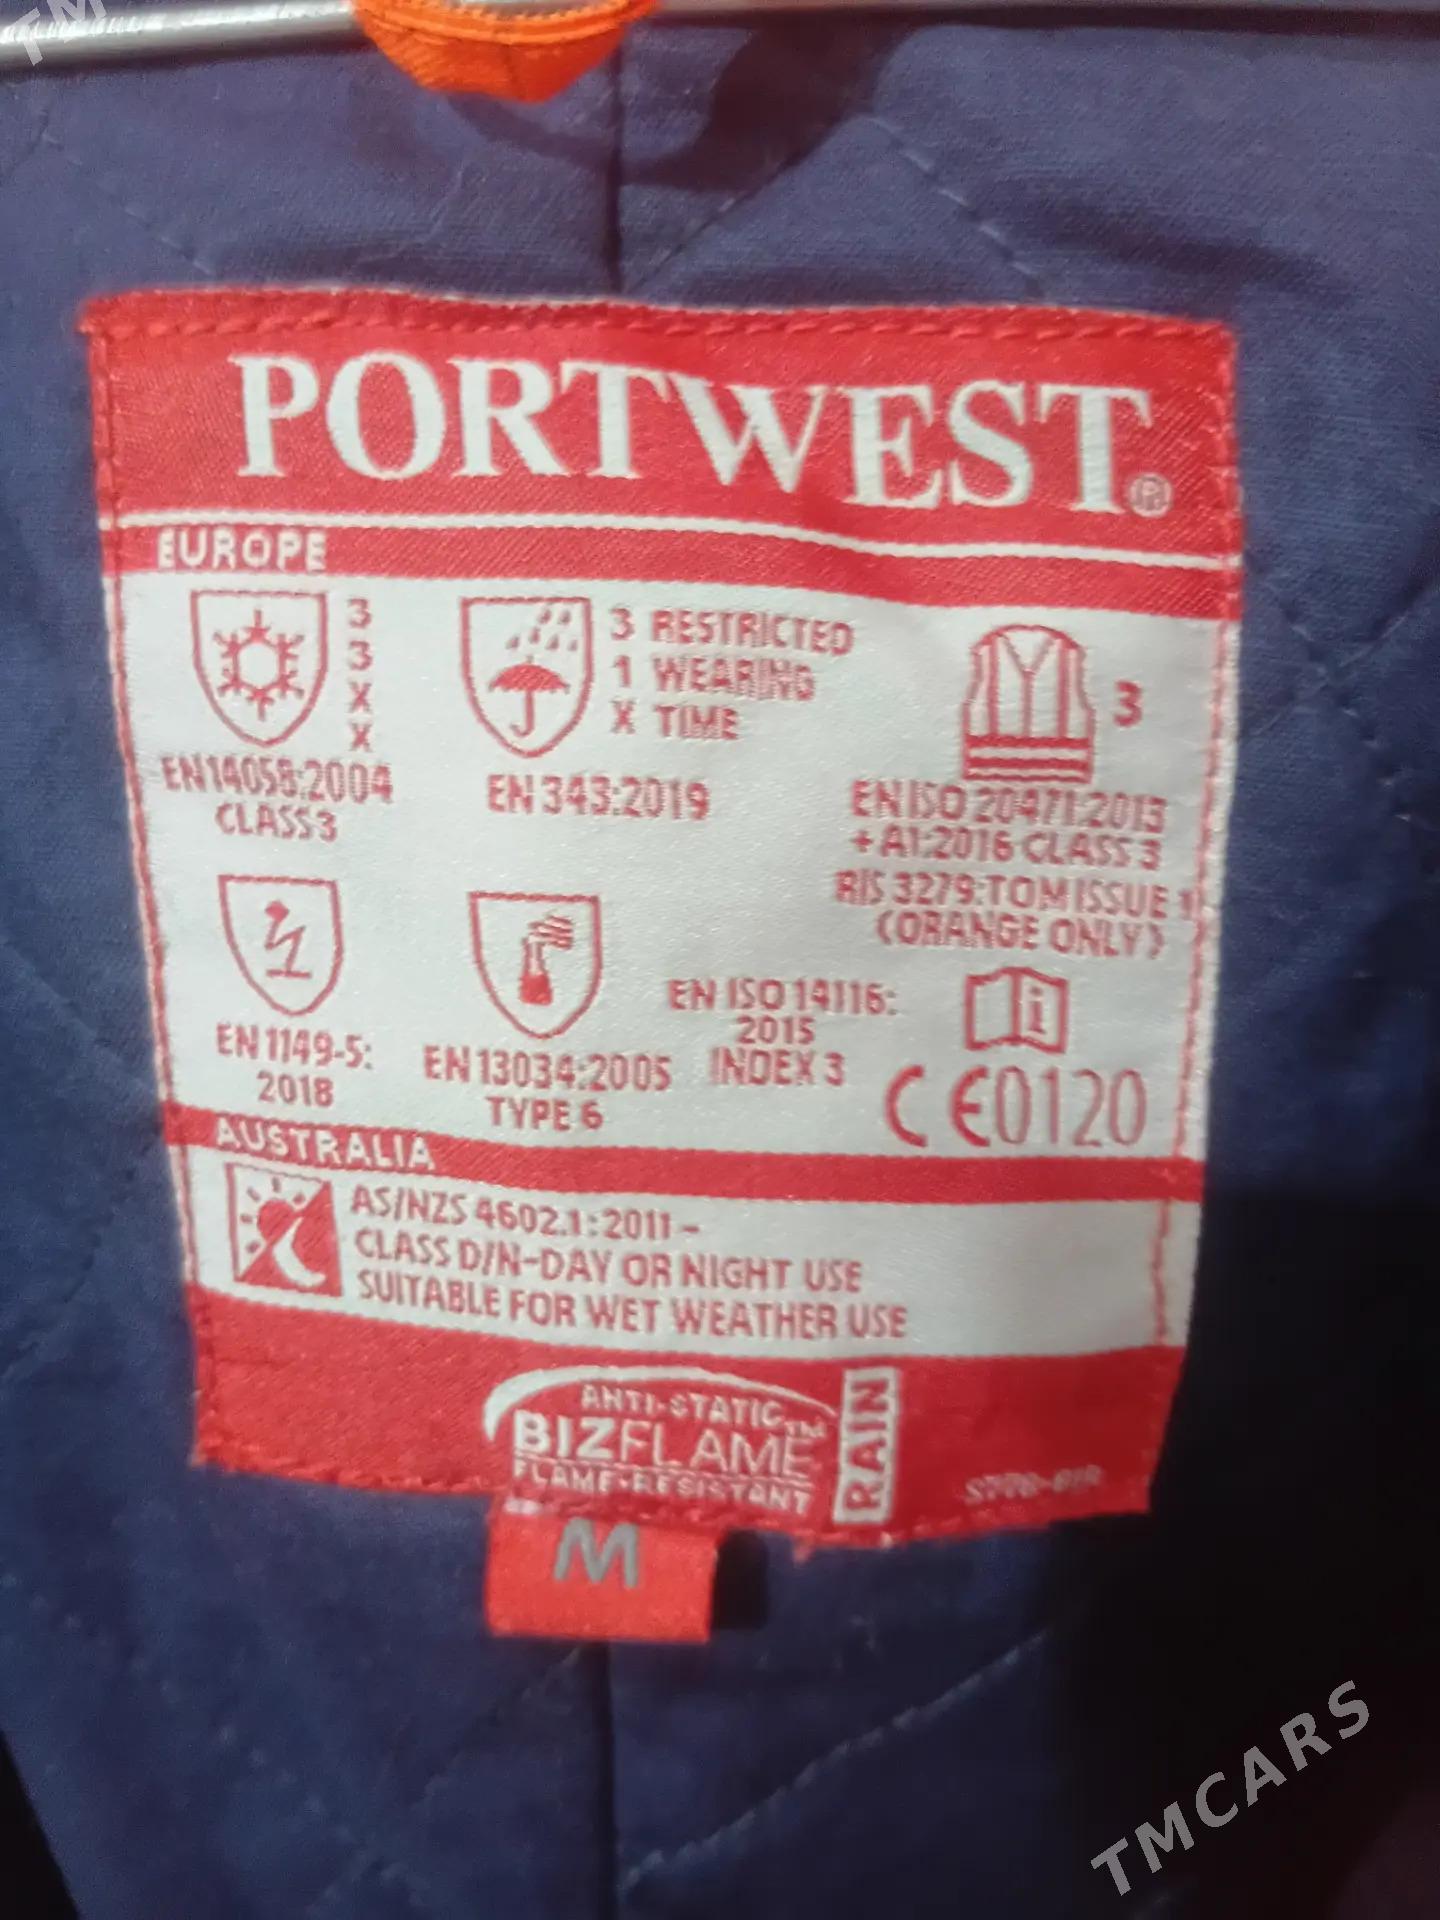 PORTWEST®
EUROPE
3
3
X
X
EN14058:2004
CLASS 3
3 RESTRICTED
1 WEARING
X TIME
EN 343:2019
3
EN ISO 20471:2013
+A1:2016 CLASS 3
RIS 3279:TOM ISSUE 1
(ORANGE ONLY)
EN 1149-5:
2018
EN 13034:2005
TYPE 6
EN ISO 14116:
2015
INDEX 3
i
CE0120
AUSTRALIA
AS/NZS 4602.1:2011 -
CLASS D/N-DAY OR NIGHT USE
SUITABLE FOR WET WEATHER USE
ANTI-STATIC
BIZFLAME™
FLAME-RESISTANT
RAIN
M
TMCARS